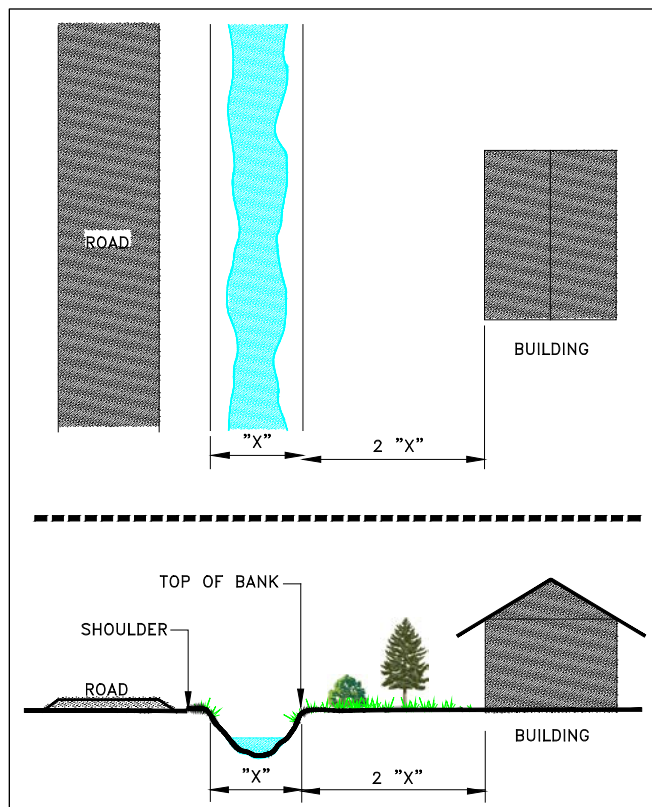 ROAD
BUILDING
"X"
2 "X"
TOP OF BANK
SHOULDER
ROAD
BUILDING
"X"
2 "X"